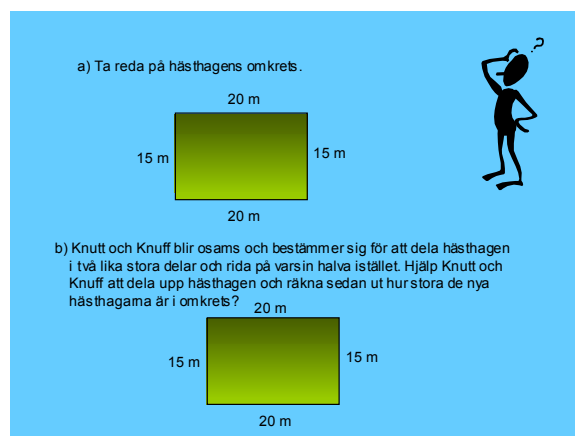 a) Ta reda på hästhagens omkrets.
20 m
15 m
15 m
20 m
b) Knutt och Knuff blir osams och bestämmer sig för att dela hästhagen
i två lika stora delar och rida på varsin halva istället. Hjälp Knutt och
Knuff att dela upp hästhagen och räkna sedan ut hur stora de nya
hästhagarna är i omkrets?
20 m
15 m
15 m
20 m
?